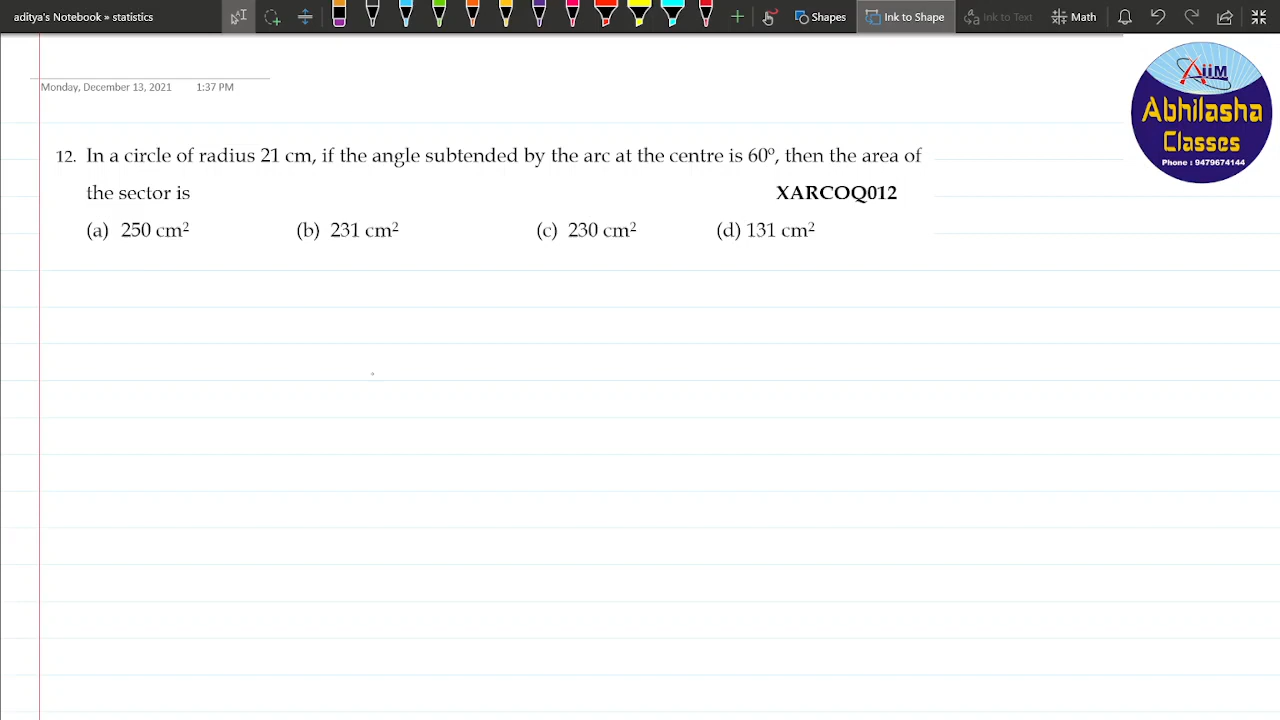 aditya's Notebook » statistics
Shapes
Ink to Shape
Ink to Text
Math
AiiM
Abhilasha
Classes
Phone : 9479674144
Monday, December 13, 2021 1:37 PM
12. In a circle of radius 21 cm, if the angle subtended by the arc at the centre is 60º, then the area of
the sector is XARCOQ012
(a) 250 cm² (b) 231 cm² (c) 230 cm² (d) 131 cm²